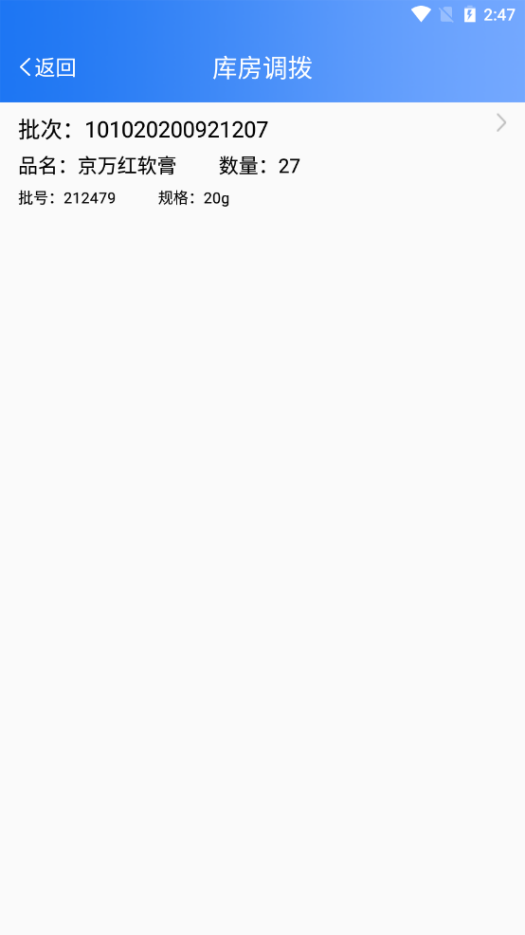 2:47
返回 库房调拨
批次：101020200921207
品名：京万红软膏 数量：27
批号：212479 规格：20g